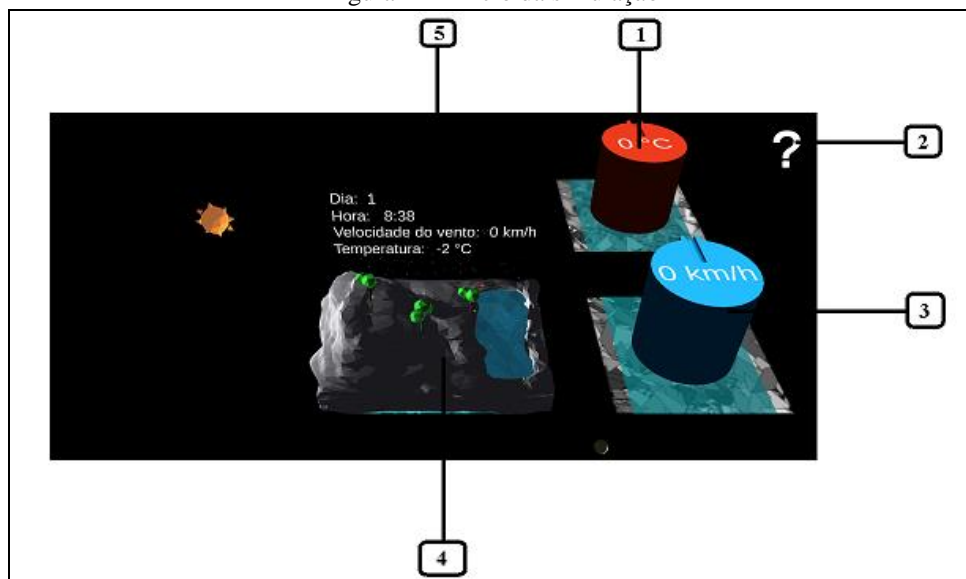 5
1
0 °C
?
2
Dia: 1
Hora: 8:38
Velocidade do vento: 0 km/h
Temperatura: -2 °C
0 km/h
3
4